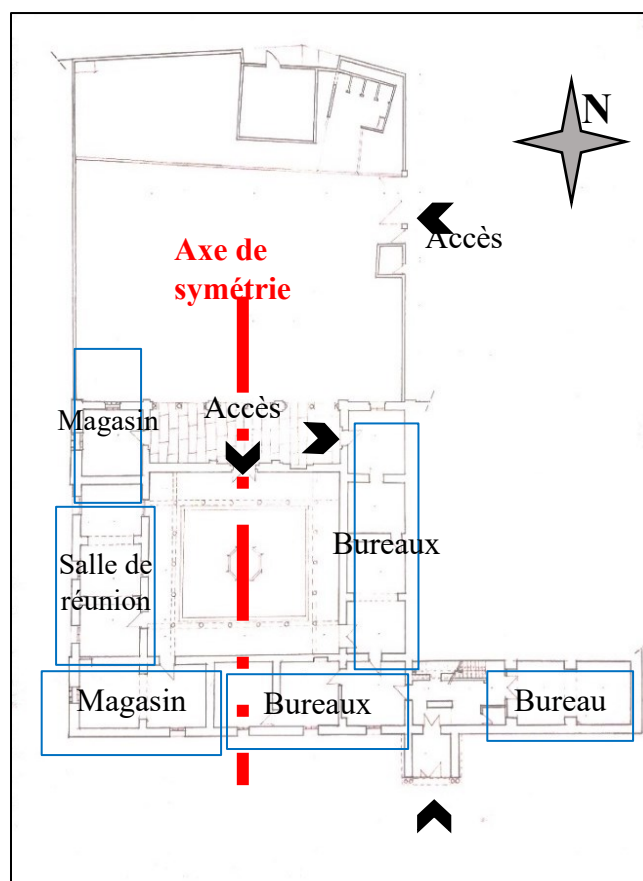 N
Accès
Axe de
symétrie
Accès
Magasin
Bureaux
Salle de
réunion
Magasin
Bureaux
Bureau